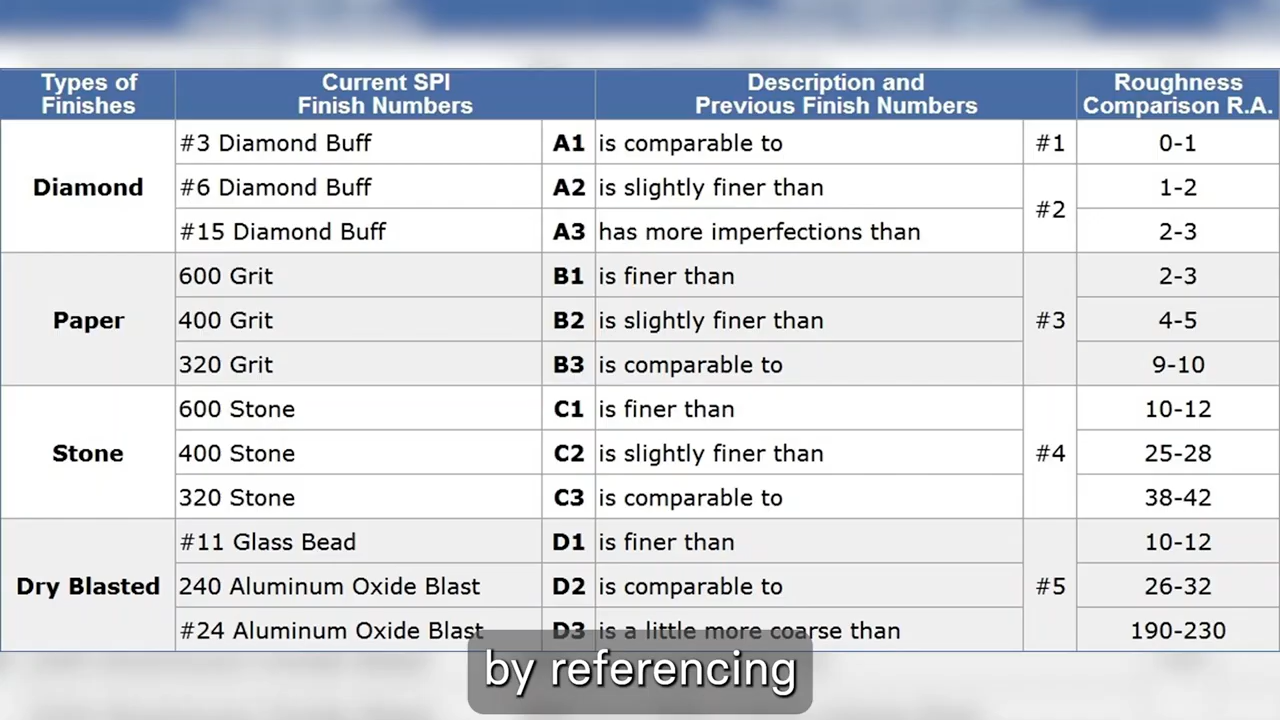 Types of Finishes Current SPI Finish Numbers Description and Previous Finish Numbers Roughness Comparison R.A.
Diamond
#3 Diamond Buff A1 is comparable to #1 0-1
#6 Diamond Buff A2 is slightly finer than #2 1-2
#15 Diamond Buff A3 has more imperfections than 2-3
Paper
600 Grit B1 is finer than #3 2-3
400 Grit B2 is slightly finer than 4-5
320 Grit B3 is comparable to 9-10
Stone
600 Stone C1 is finer than #4 10-12
400 Stone C2 is slightly finer than 25-28
320 Stone C3 is comparable to 38-42
Dry Blasted
#11 Glass Bead D1 is finer than #5 10-12
240 Aluminum Oxide Blast D2 is comparable to 26-32
#24 Aluminum Oxide Blast D3 is a little more coarse than 190-230
by referencing